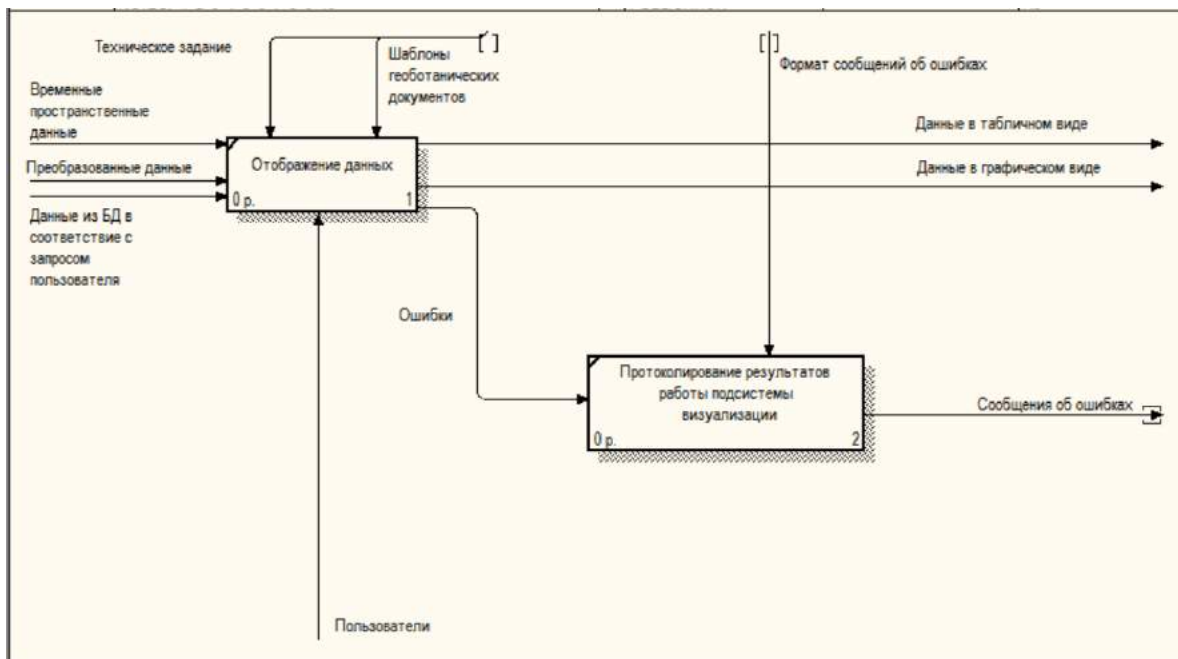 Техническое задание
Шаблоны
геоботанических
документов
Формат сообщений об ошибках
Временные
пространственные
данные
Данные в табличном виде
Преобразованные данные
Отображение данных
0 р.
1
Данные в графическом виде
Данные из БД в
соответствие с
запросом
пользователя
Ошибки
Протоколирование результатов
работы подсистемы
визуализации
0 р.
2
Сообщения об ошибках
Пользователи